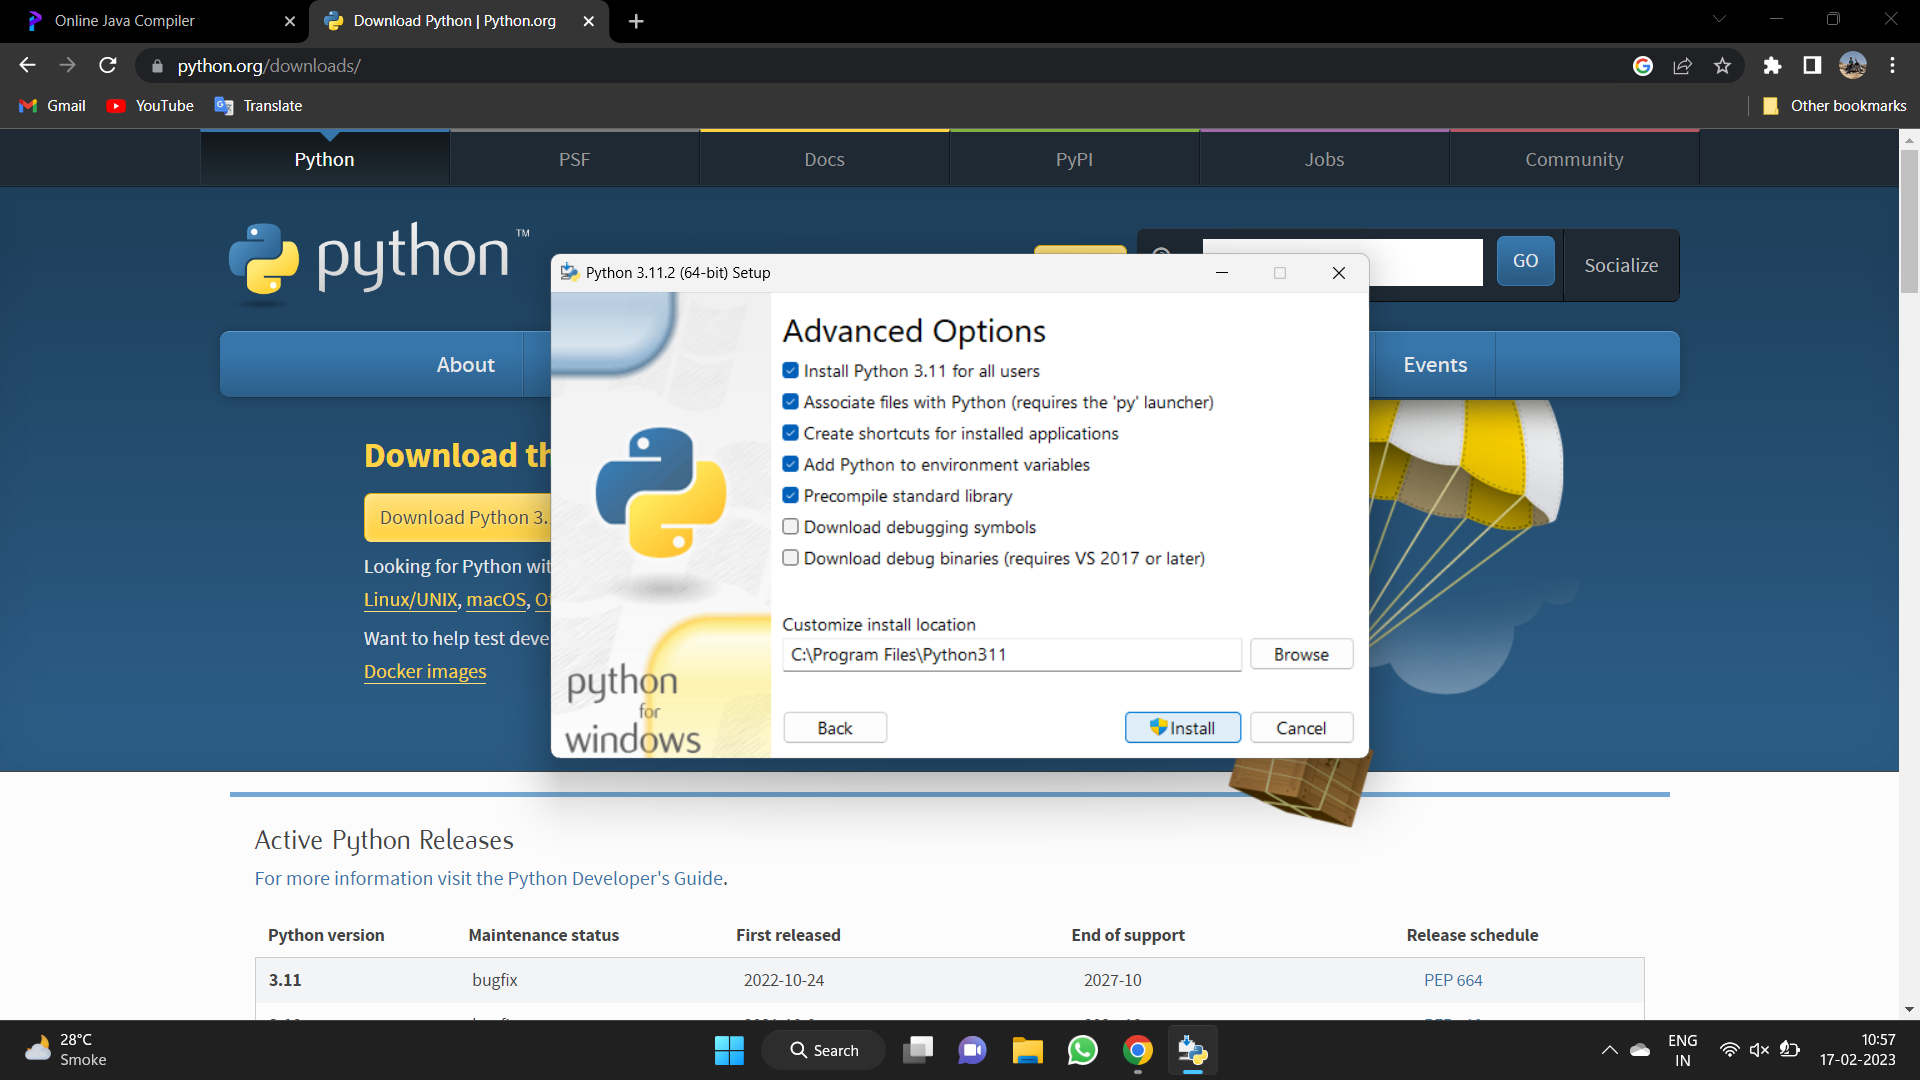 Online Java Compiler
Download Python | Python.org
python.org/downloads/
Gmail
YouTube
Translate
Other bookmarks
Python
PSF
Docs
PyPI
Jobs
Community
python™
GO
Socialize
About
Events
Download th
Download Python 3.
Looking for Python wit
Linux/UNIX, macOS, Ot
Want to help test deve
Docker images
Python 3.11.2 (64-bit) Setup
Advanced Options
Install Python 3.11 for all users
Associate files with Python (requires the 'py' launcher)
Create shortcuts for installed applications
Add Python to environment variables
Precompile standard library
Download debugging symbols
Download debug binaries (requires VS 2017 or later)
Customize install location
C:\Program Files\Python311
Browse
Back
Install
Cancel
python
for
windows
Active Python Releases
For more information visit the Python Developer's Guide.
Python version Maintenance status First released End of support Release schedule
3.11 bugfix 2022-10-24 2027-10 PEP 664
28°C
Smoke
Search
ENG
IN
10:57
17-02-2023